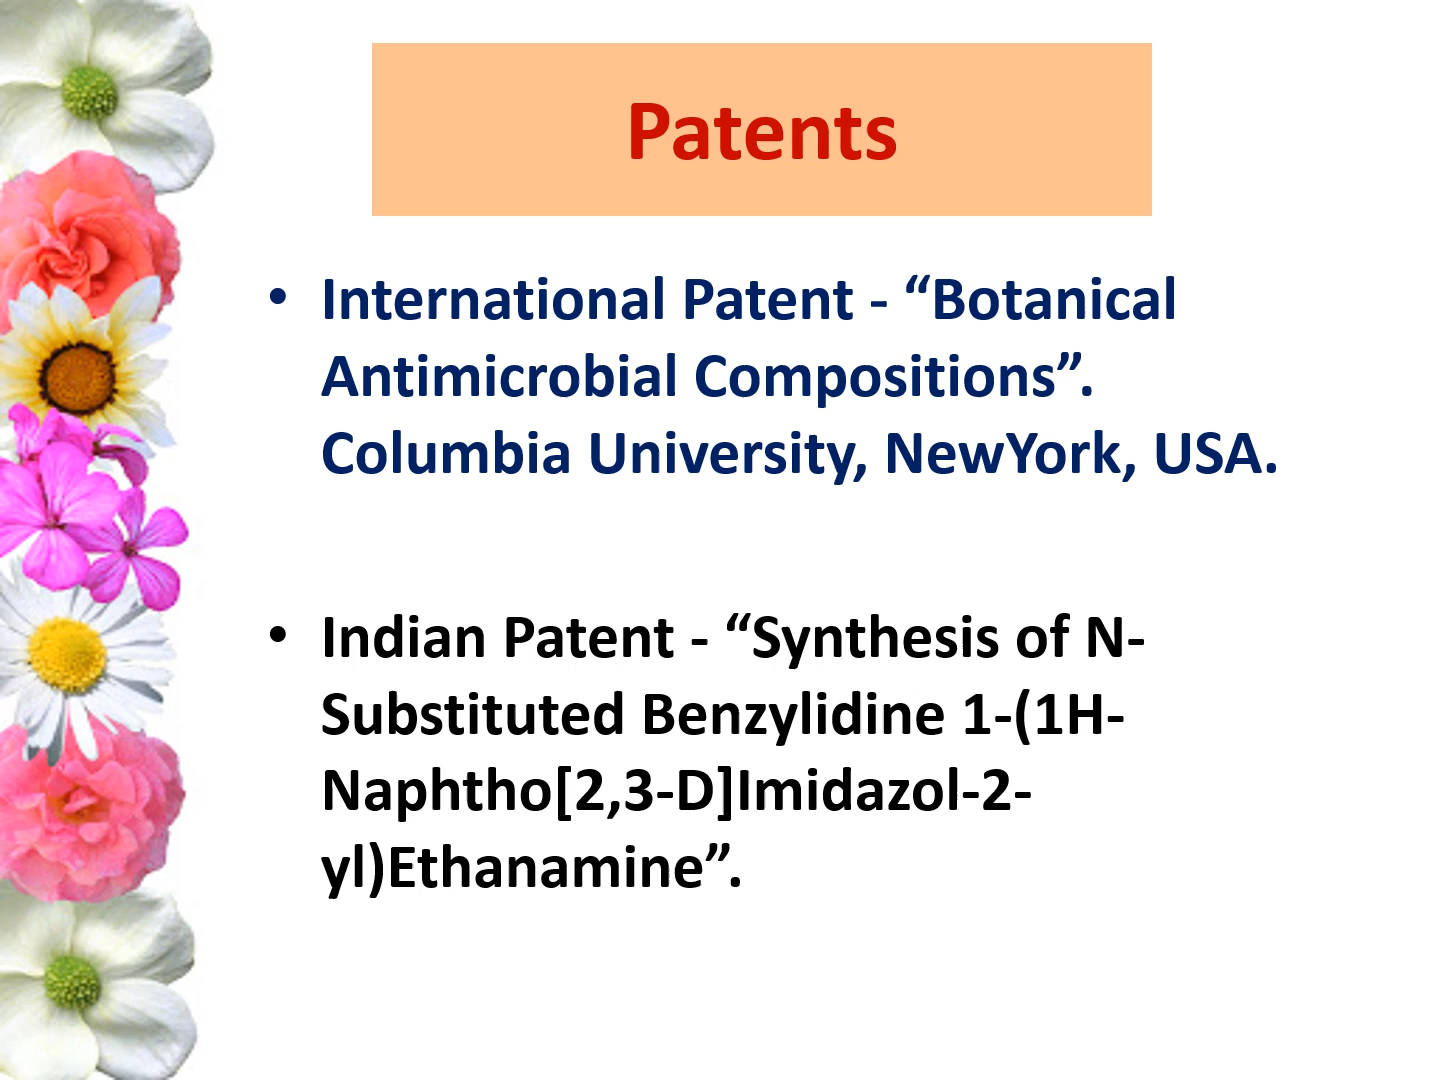 Patents
• International Patent - “Botanical
Antimicrobial Compositions”.
Columbia University, NewYork, USA.
• Indian Patent - “Synthesis of N-
Substituted Benzylidine 1-(1H-
Naphtho[2,3-D]Imidazol-2-
yl)Ethanamine”.